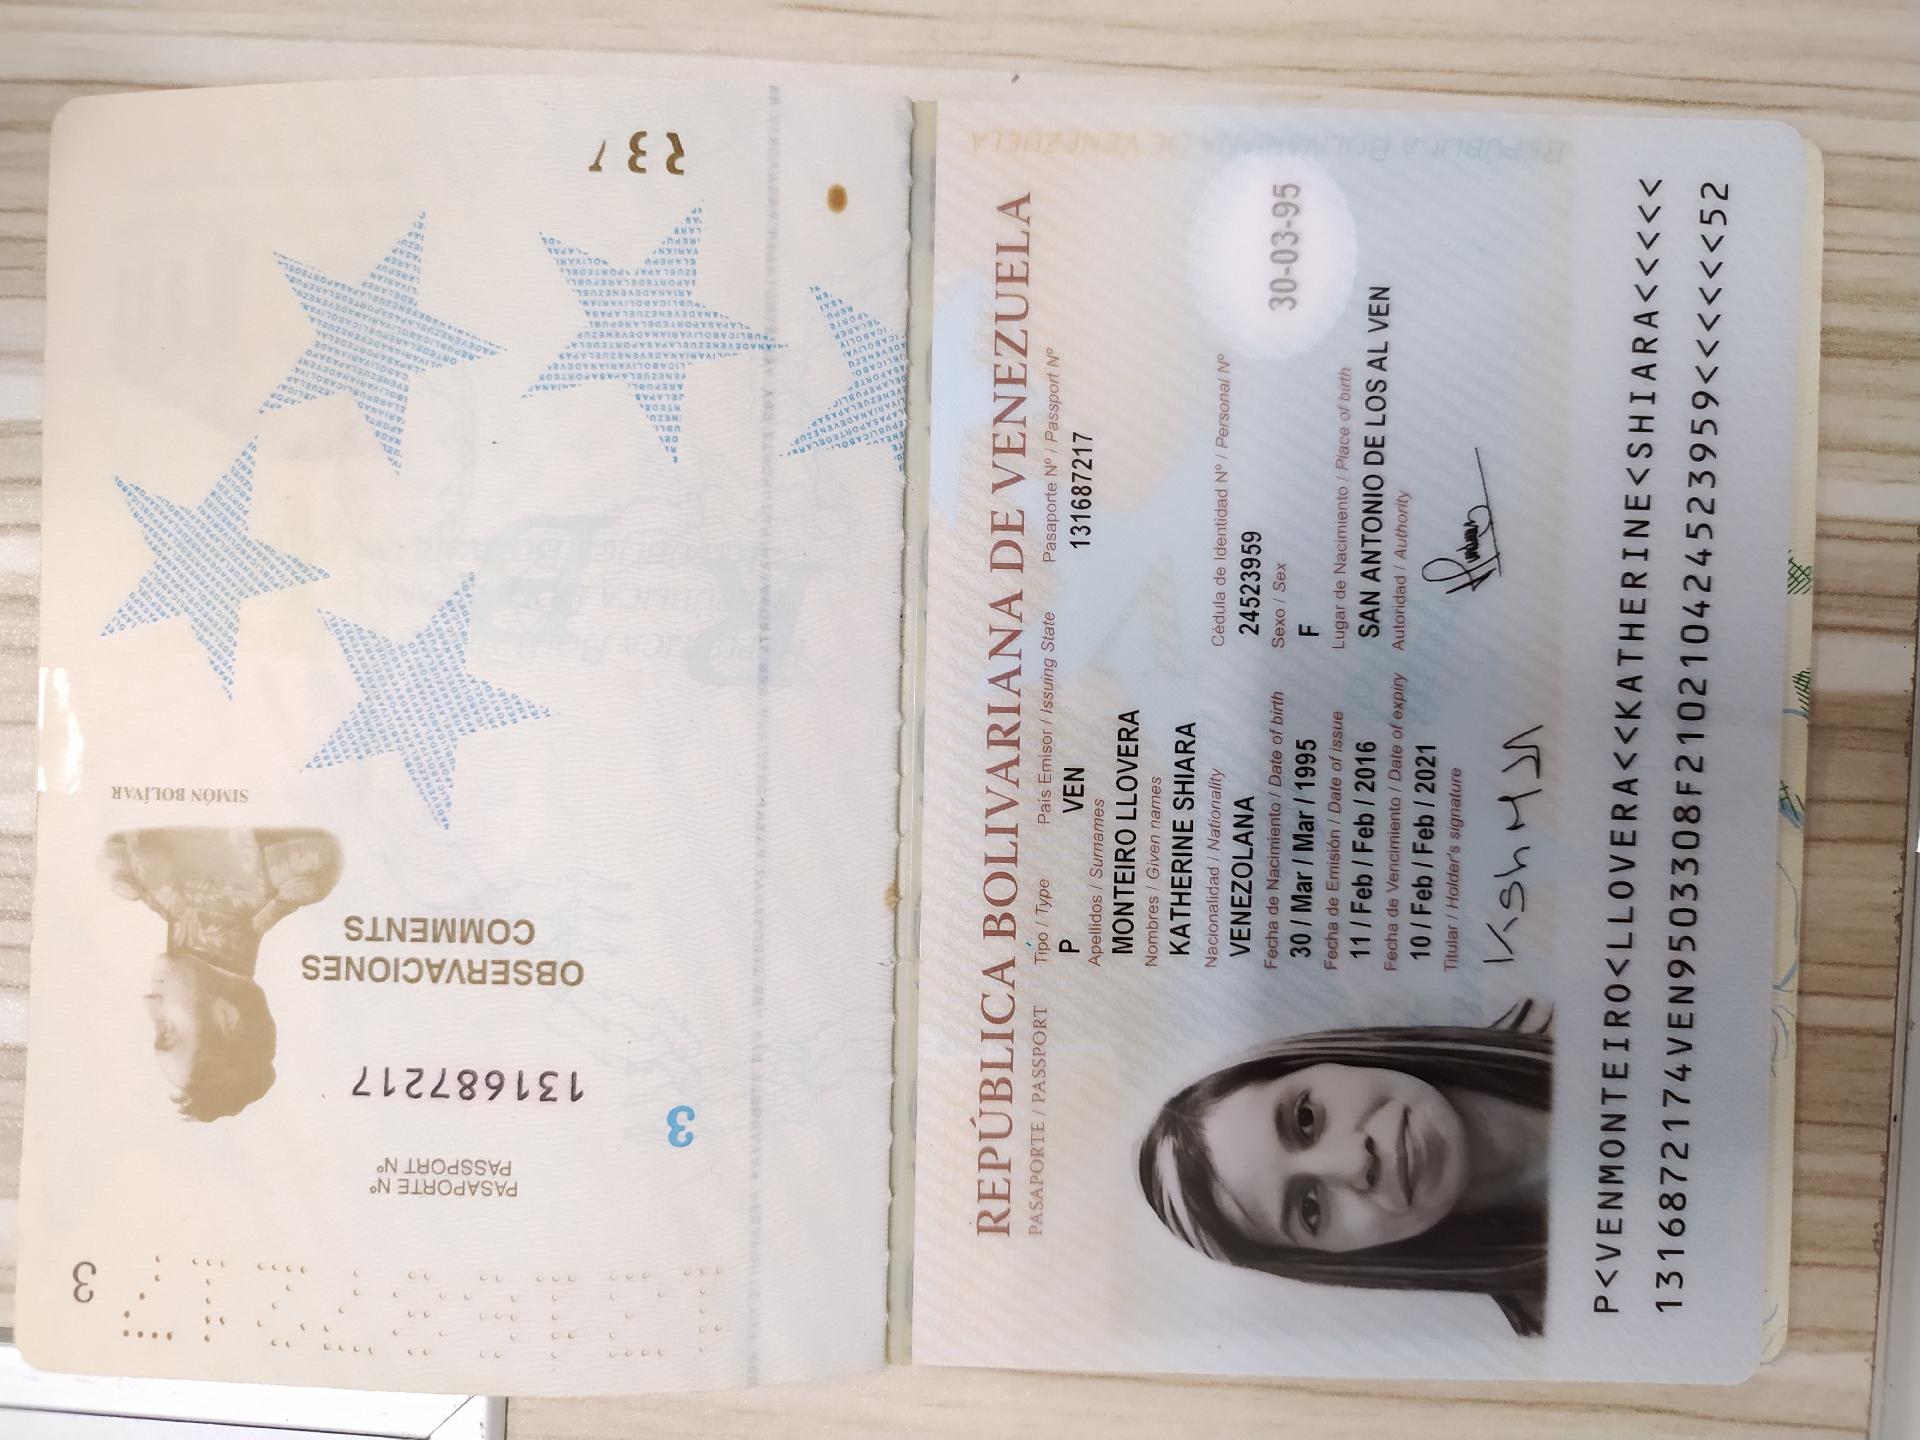 REPÚBLICA BOLIVARIANA DE VENEZUELA
PASAPORTE / PASSPORT
Tipo / Type País Emisor / Issuing State Pasaporte Nº / Passport Nº
P VEN 131687217
Apellidos / Surnames
MONTEIRO LLOVERA
Nombres / Given names
KATHERINE SHIARA
Nacionalidad / Nationality Cédula de Identidad Nº / Personal Nº
VENEZOLANA 24523959
Fecha de Nacimiento / Date of birth Sexo / Sex
30 / Mar / Mar / 1995 F
30-03-95
Fecha de Emisión / Date of issue Lugar de Nacimiento / Place of birth
11 / Feb / Feb / 2016 SAN ANTONIO DE LOS AL VEN
Fecha de Vencimiento / Date of expiry Autoridad / Authority
10 / Feb / Feb / 2021
Titular / Holder's signature
P<VENMONTEIRO<LLOVERA<<KATHERINE<SHIARA<<<<<
1316872174VEN9503308F210210424523959<<<<<<52
REPÚBLICA BOLIVARIANA DE VENEZUELA
3
PASAPORTE Nº
PASSPORT Nº
131687217
3
OBSERVACIONES
COMMENTS
SIMÓN BOLÍVAR
131687217